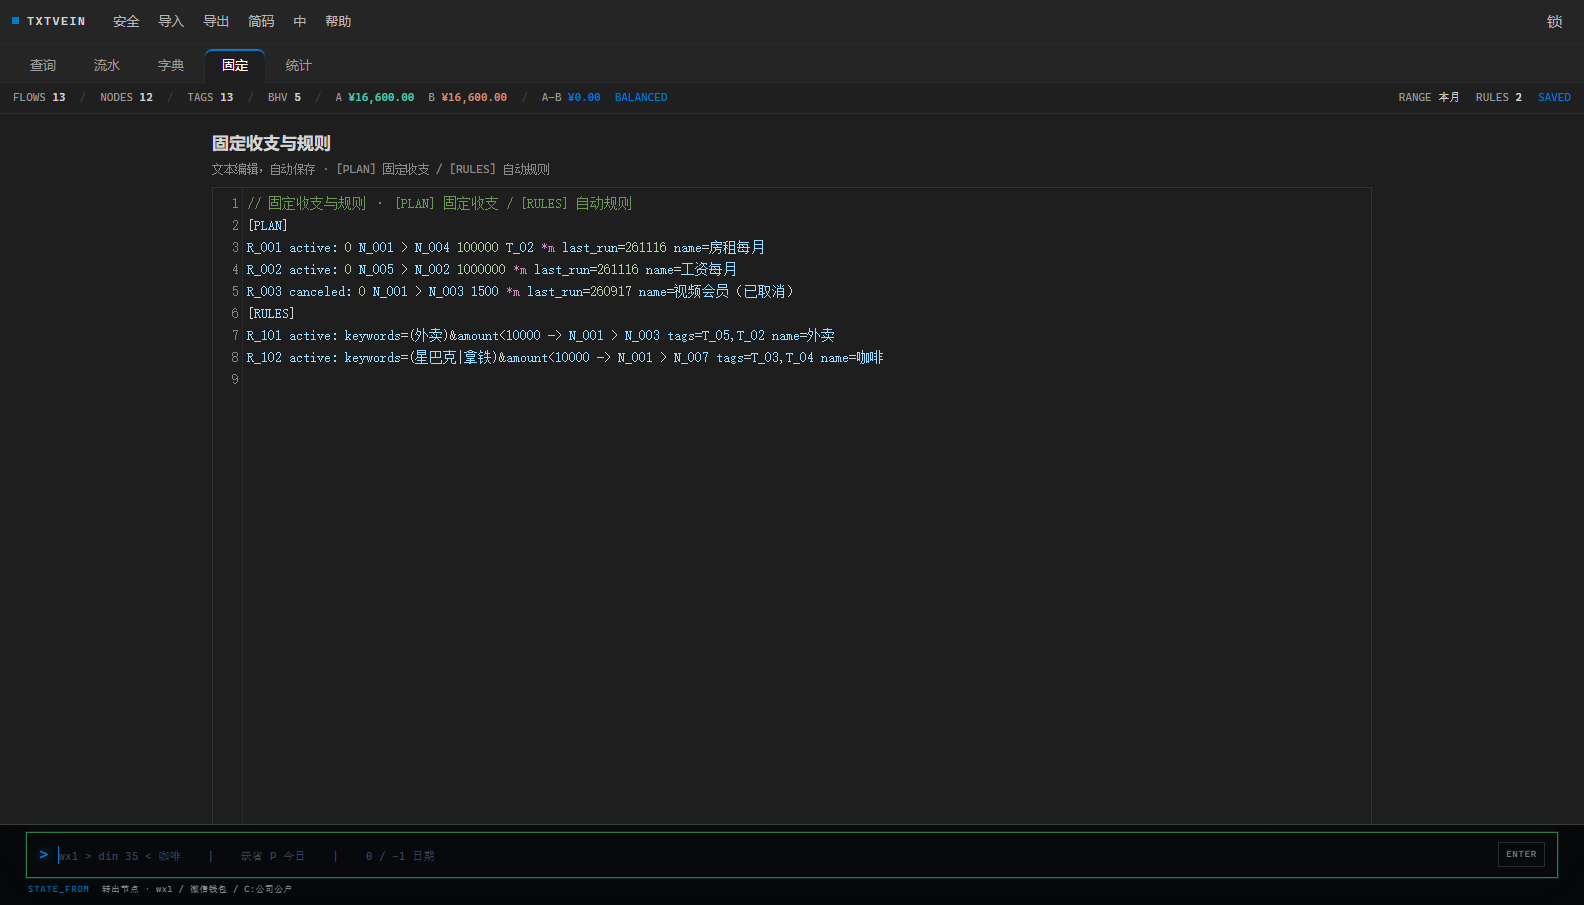 TXTVEIN 安全 导入 导出 简码 中 帮助 锁
查询 流水 字典 固定 统计
FLOWS 13 / NODES 12 / TAGS 13 / BHV 5 / A ¥16,600.00 B ¥16,600.00 / A-B ¥0.00 BALANCED RANGE 本月 RULES 2 SAVED
固定收支与规则
文本编辑，自动保存 · [PLAN] 固定收支 / [RULES] 自动规则
1 // 固定收支与规则 · [PLAN] 固定收支 / [RULES] 自动规则
2 [PLAN]
3 R_001 active: 0 N_001 > N_004 100000 T_02 *m last_run=261116 name=房租每月
4 R_002 active: 0 N_005 > N_002 1000000 *m last_run=261116 name=工资每月
5 R_003 canceled: 0 N_001 > N_003 1500 *m last_run=260917 name=视频会员（已取消）
6 [RULES]
7 R_101 active: keywords=(外卖)&amount<10000 -> N_001 > N_003 tags=T_05,T_02 name=外卖
8 R_102 active: keywords=(星巴克|拿铁)&amount<10000 -> N_001 > N_007 tags=T_03,T_04 name=咖啡
9
> wx1 > din 35 < 咖啡 | 缺省 P 今日 | 0 / -1 日期 ENTER
STATE_FROM 转出节点 · wx1 / 微信钱包 / C:公司公户